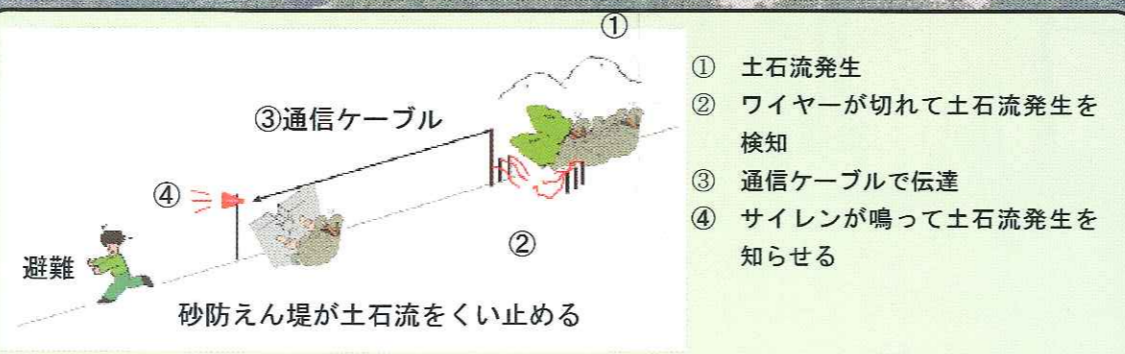 ①
③通信ケーブル
④
②
避難
砂防えん堤が土石流をくい止める
① 土石流発生
② ワイヤーが切れて土石流発生を
検知
③ 通信ケーブルで伝達
④ サイレンが鳴って土石流発生を
知らせる